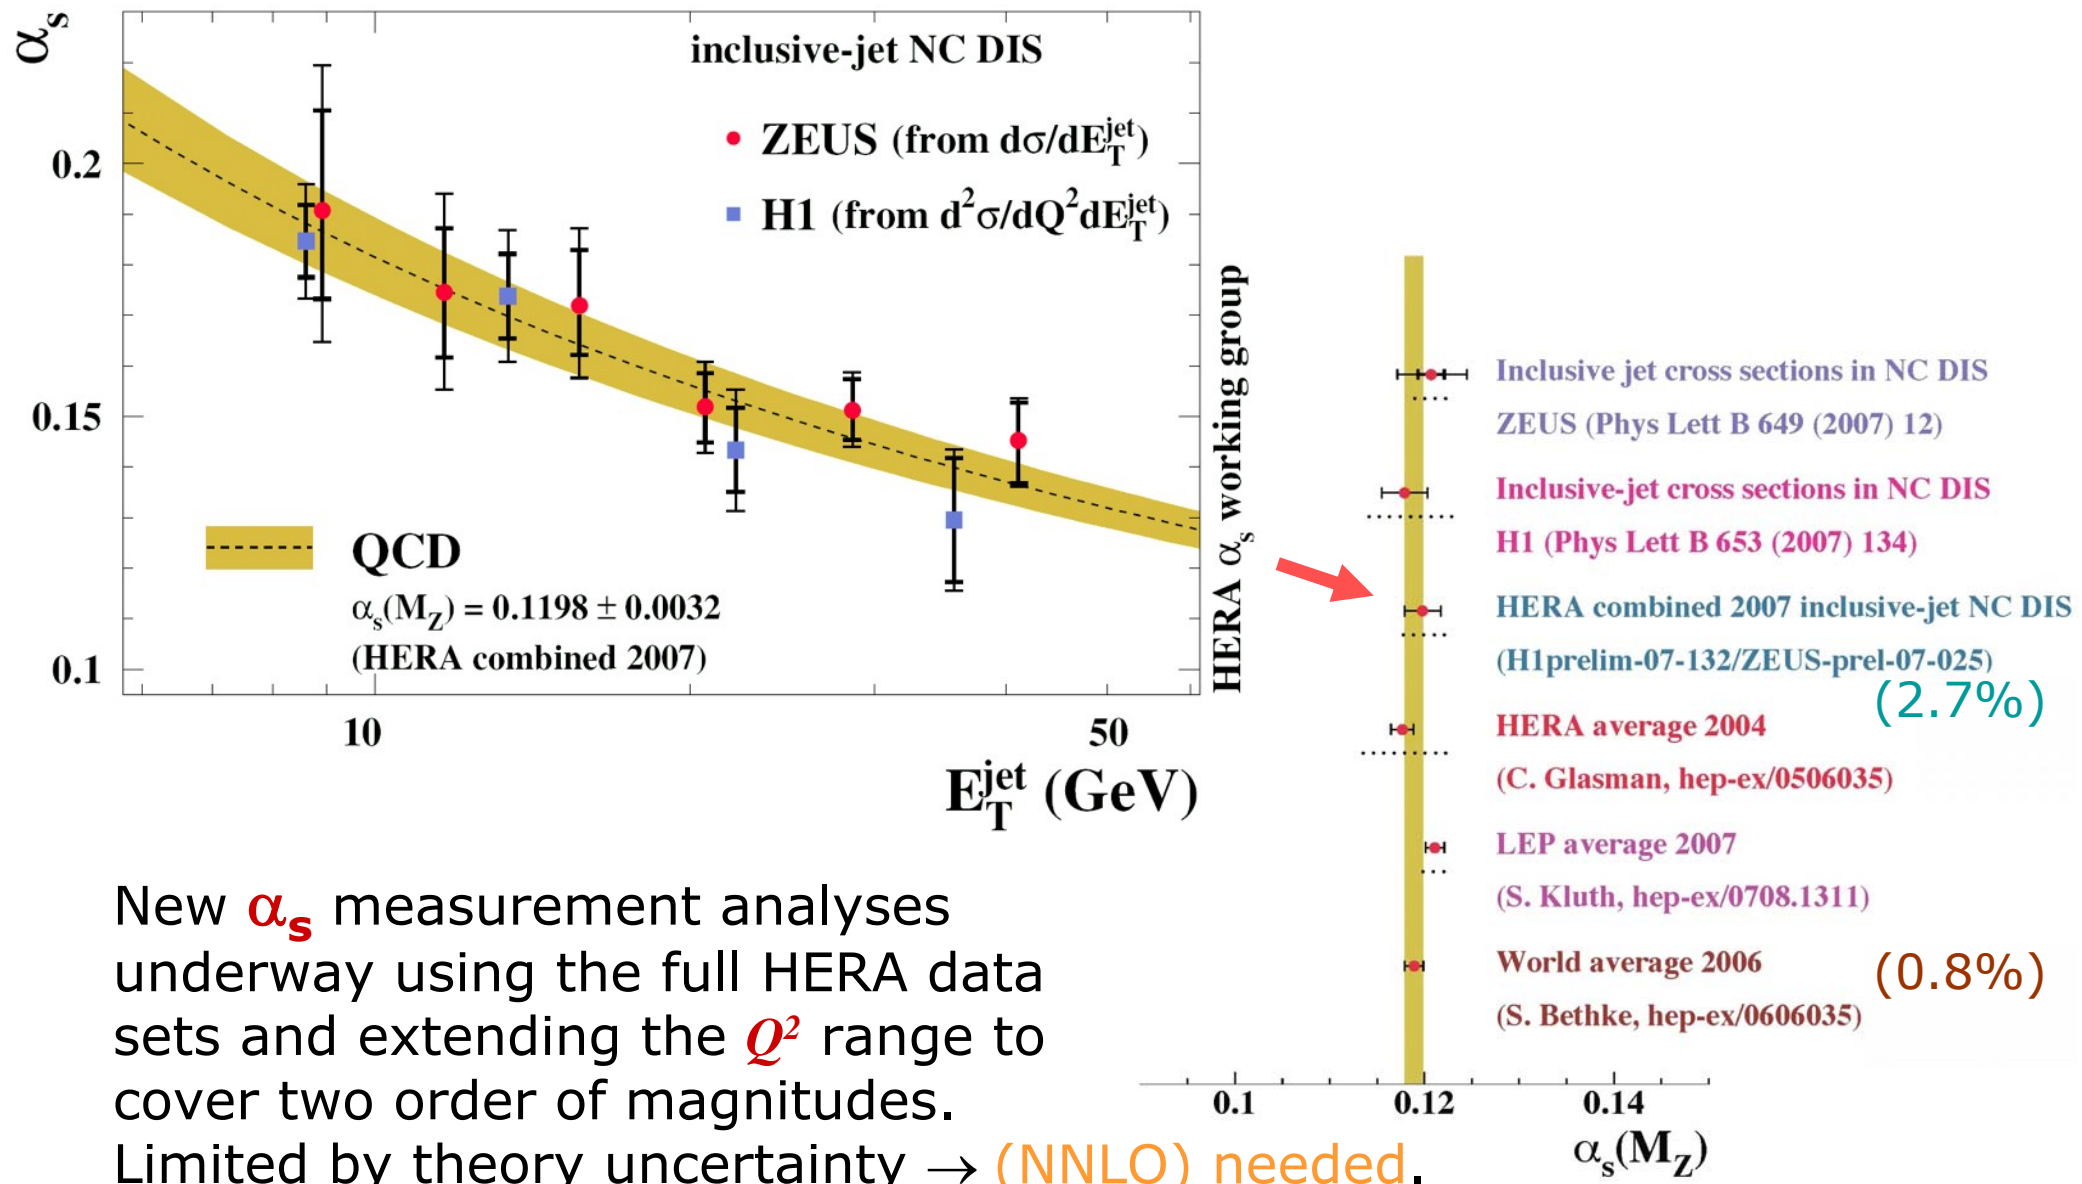 αs
inclusive-jet NC DIS
ZEUS (from dσ/dE_T^jet)
H1 (from d²σ/dQ²dE_T^jet)
0.2
0.15
0.1
QCD
αs(MZ) = 0.1198 ± 0.0032
(HERA combined 2007)
10
50
E_T^jet (GeV)
HERA αs working group
Inclusive jet cross sections in NC DIS
ZEUS (Phys Lett B 649 (2007) 12)
Inclusive-jet cross sections in NC DIS
H1 (Phys Lett B 653 (2007) 134)
HERA combined 2007 inclusive-jet NC DIS
(H1prelim-07-132/ZEUS-prel-07-025)
(2.7%)
HERA average 2004
(C. Glasman, hep-ex/0506035)
LEP average 2007
(S. Kluth, hep-ex/0708.1311)
World average 2006
(0.8%)
(S. Bethke, hep-ex/0606035)
0.1
0.12
0.14
αs(MZ)
New αs measurement analyses
underway using the full HERA data
sets and extending the Q² range to
cover two order of magnitudes.
Limited by theory uncertainty → (NNLO) needed.